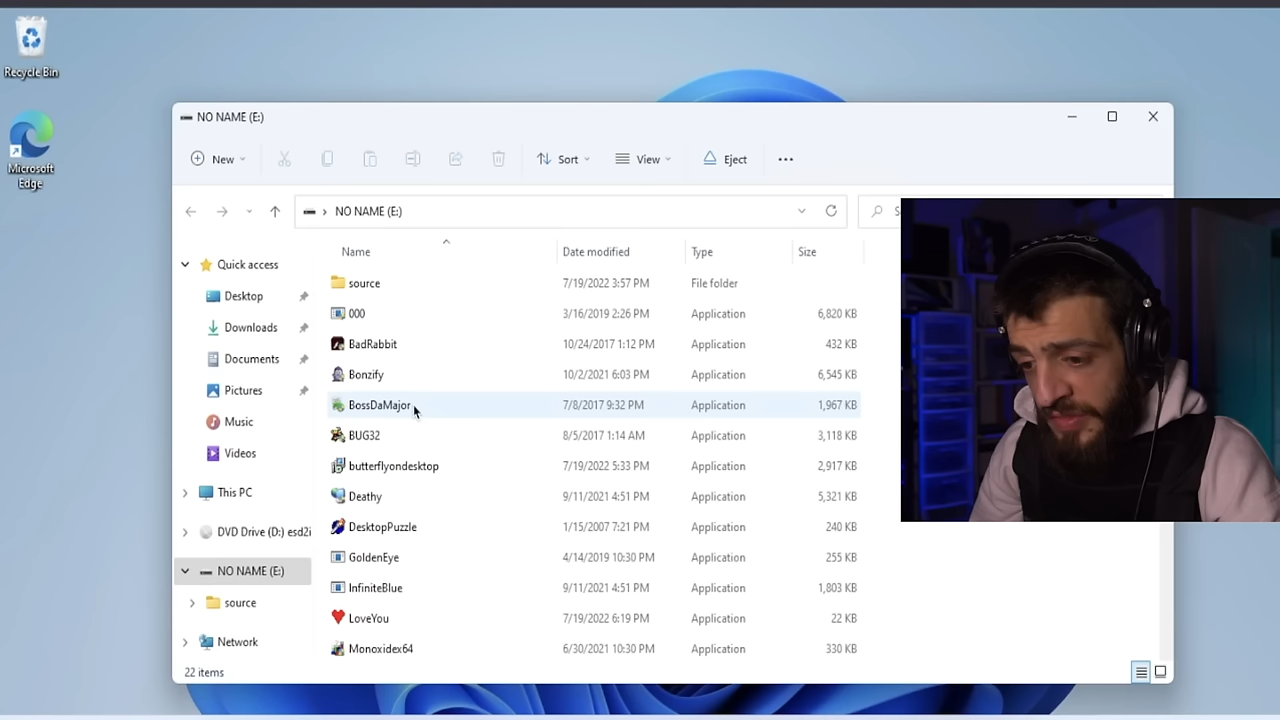 Recycle Bin
Microsoft
Edge
NO NAME (E:)
New
Sort
View
Eject
NO NAME (E:)
Name
Date modified
Type
Size
Quick access
Desktop
Downloads
Documents
Pictures
Music
Videos
This PC
DVD Drive (D:) esd2i
NO NAME (E:)
source
Network
source 7/19/2022 3:57 PM File folder
000 3/16/2019 2:26 PM Application 6,820 KB
BadRabbit 10/24/2017 1:12 PM Application 432 KB
Bonzify 10/2/2021 6:03 PM Application 6,545 KB
BossDaMajor 7/8/2017 9:32 PM Application 1,967 KB
BUG32 8/5/2017 1:14 AM Application 3,118 KB
butterflyondesktop 7/19/2022 5:33 PM Application 2,917 KB
Deathy 9/11/2021 4:51 PM Application 5,321 KB
DesktopPuzzle 1/15/2007 7:21 PM Application 240 KB
GoldenEye 4/14/2019 10:30 PM Application 255 KB
InfiniteBlue 9/11/2021 4:51 PM Application 1,803 KB
LoveYou 7/19/2022 6:19 PM Application 22 KB
Monoxidex64 6/30/2021 10:30 PM Application 330 KB
22 items